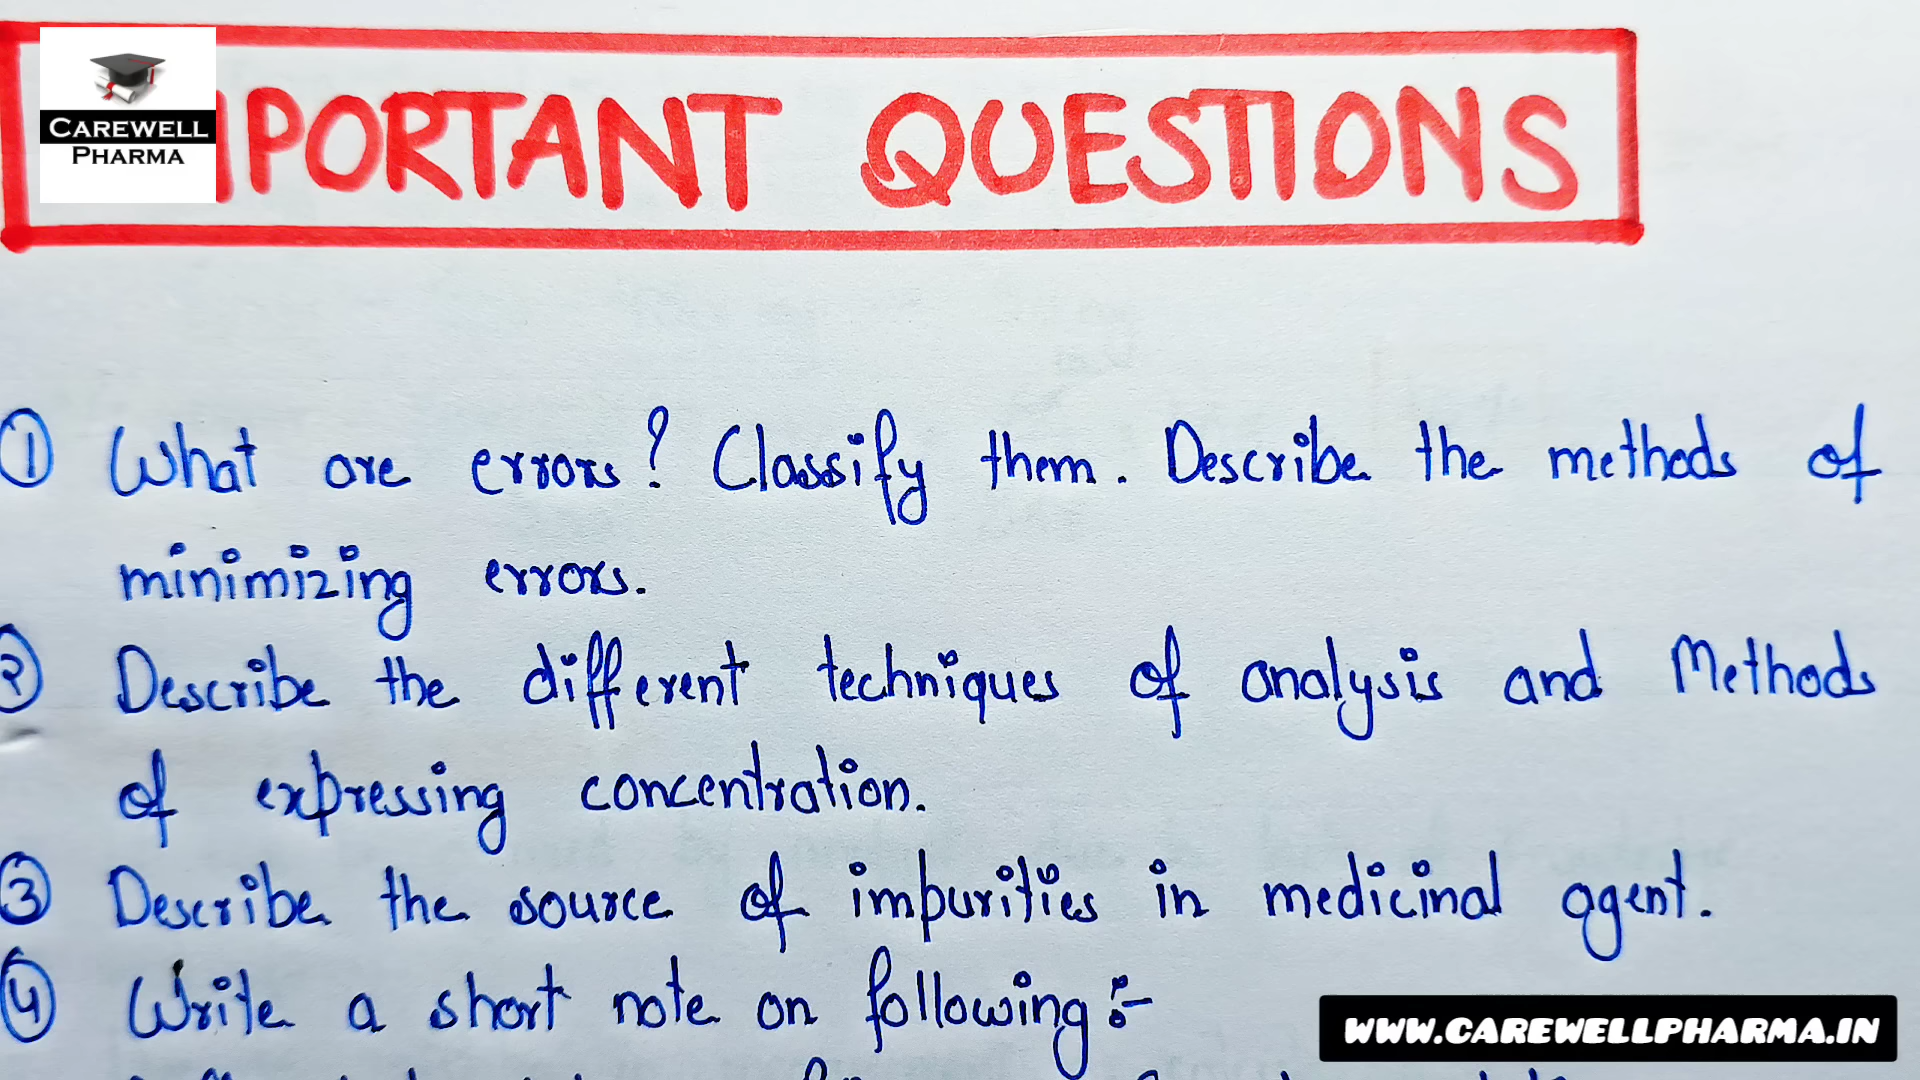 CAREWELL
PHARMA
PORTANT QUESTIONS
① What are errors? Classify them. Describe the methods of
minimizing errors.
② Describe the different techniques of analysis and Methods
of expressing concentration.
③ Describe the source of impurities in medicinal agent.
④ Write a short note on following :-
WWW.CAREWELLPHARMA.IN